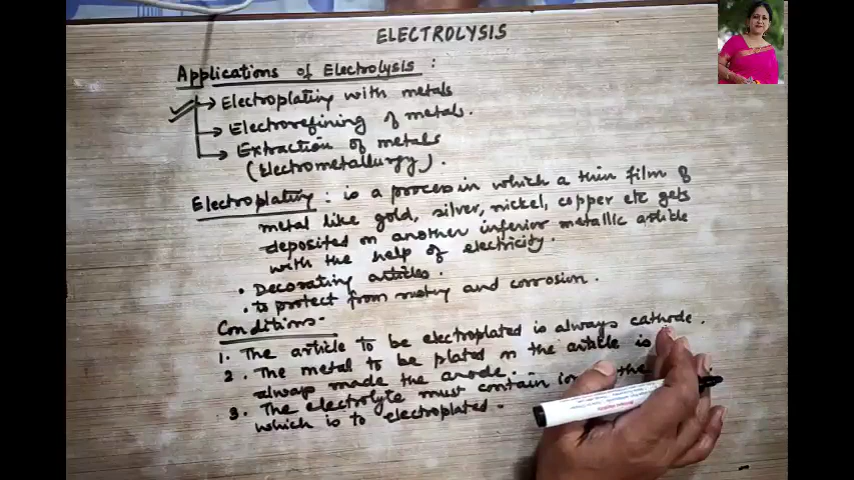 ELECTROLYSIS
Applications of Electrolysis :
Electroplating with metals
Electrorefining of metals.
Extraction of metals
(Electrometallurgy).
Electroplating : is a process in which a thin film of
metal like gold, silver, nickel, copper etc gets
deposited on another inferior metallic article
with the help of electricity.
• Decorating articles.
• to protect from rusting and corrosion.
Conditions-
1. The article to be electroplated is always cathode.
2. The metal to be plated on the article is
always made the anode.
3. The electrolyte must contain the
which is to electroplated.